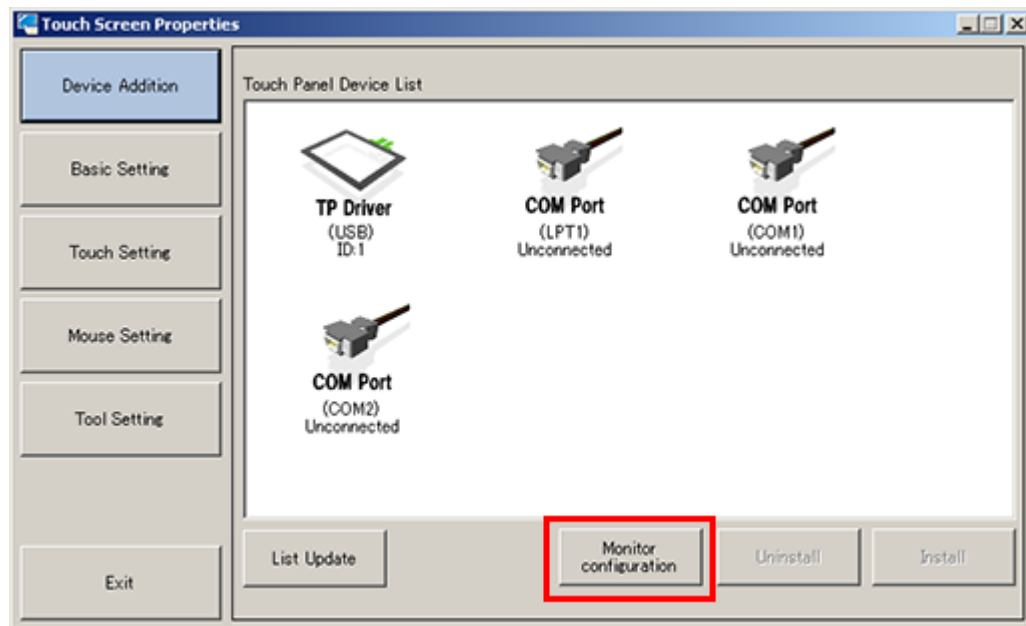 Touch Screen Properties
Device Addition
Basic Setting
Touch Setting
Mouse Setting
Tool Setting
Exit
Touch Panel Device List
TP Driver
(USB)
ID:1
COM Port
(LPT1)
Unconnected
COM Port
(COM1)
Unconnected
COM Port
(COM2)
Unconnected
List Update
Monitor
configuration
Uninstall
Install